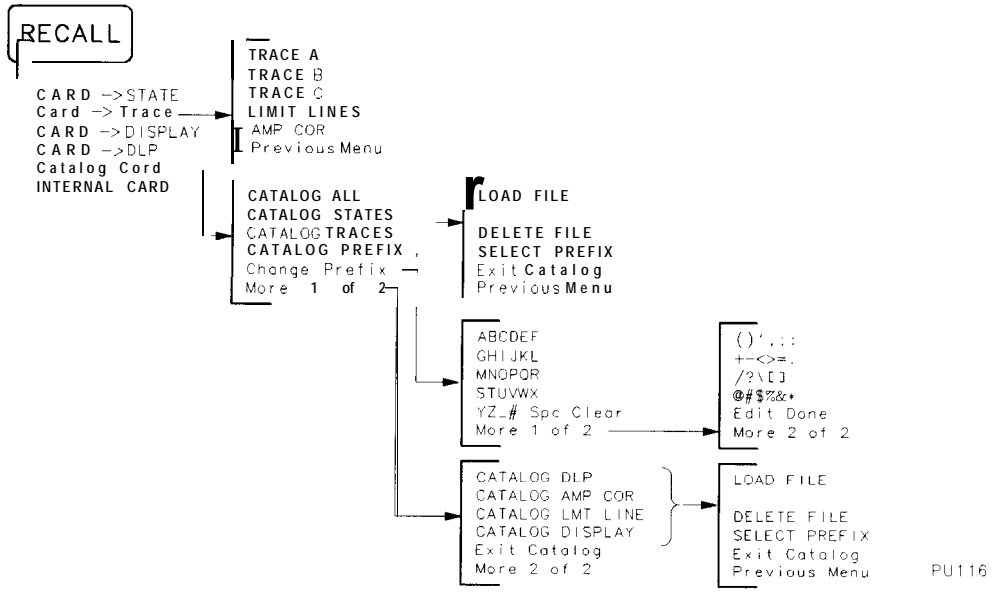 RECALL
CARD –>STATE
Card –> Trace
CARD –>DISPLAY
CARD –>DLP
Catalog Cord
INTERNAL CARD
TRACE A
TRACE B
TRACE C
LIMIT LINES
AMP COR
Previous Menu
CATALOG ALL
CATALOG STATES
CATALOG TRACES
CATALOG PREFIX
Change Prefix
More 1 of 2
LOAD FILE
DELETE FILE
SELECT PREFIX
Exit Catalog
Previous Menu
ABCDEF
GHIJKL
MNOPQR
STUVWX
YZ_# Spc Clear
More 1 of 2
()',;:
+–<>=.
/?\[]
@#$%&*
Edit Done
More 2 of 2
CATALOG DLP
CATALOG AMP COR
CATALOG LMT LINE
CATALOG DISPLAY
Exit Catalog
More 2 of 2
LOAD FILE
DELETE FILE
SELECT PREFIX
Exit Catalog
Previous Menu
PU116